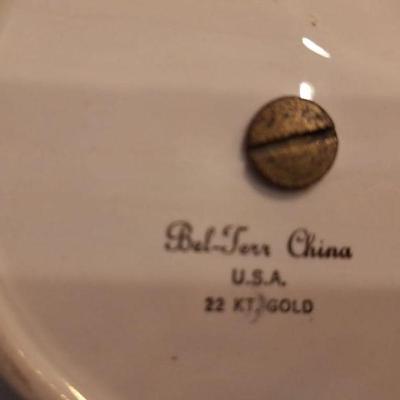 Bel-Terr China
U.S.A.
22 KT. GOLD